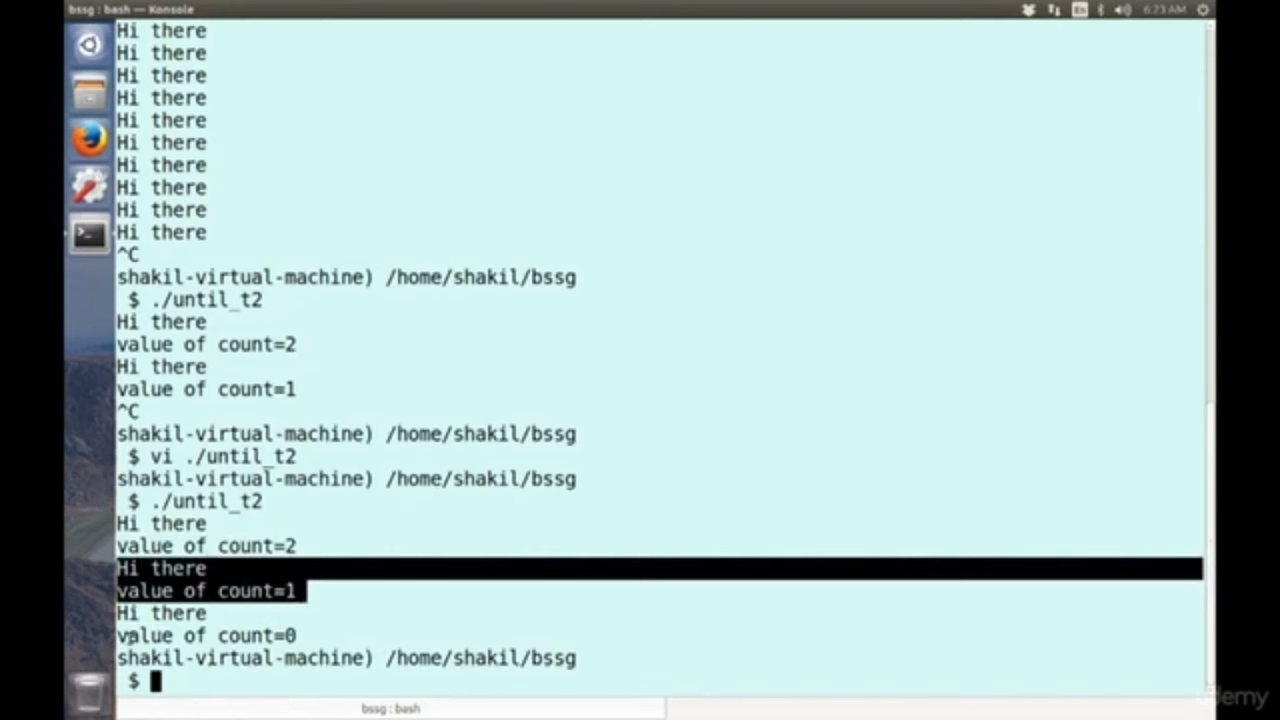 bssg : bash — Konsole
En
6:23 AM
Hi there
Hi there
Hi there
Hi there
Hi there
Hi there
Hi there
Hi there
Hi there
Hi there
^C
shakil-virtual-machine) /home/shakil/bssg
$ ./until_t2
Hi there
value of count=2
Hi there
value of count=1
^C
shakil-virtual-machine) /home/shakil/bssg
$ vi ./until_t2
shakil-virtual-machine) /home/shakil/bssg
$ ./until_t2
Hi there
value of count=2
Hi there
value of count=1
Hi there
value of count=0
shakil-virtual-machine) /home/shakil/bssg
$
bssg : bash